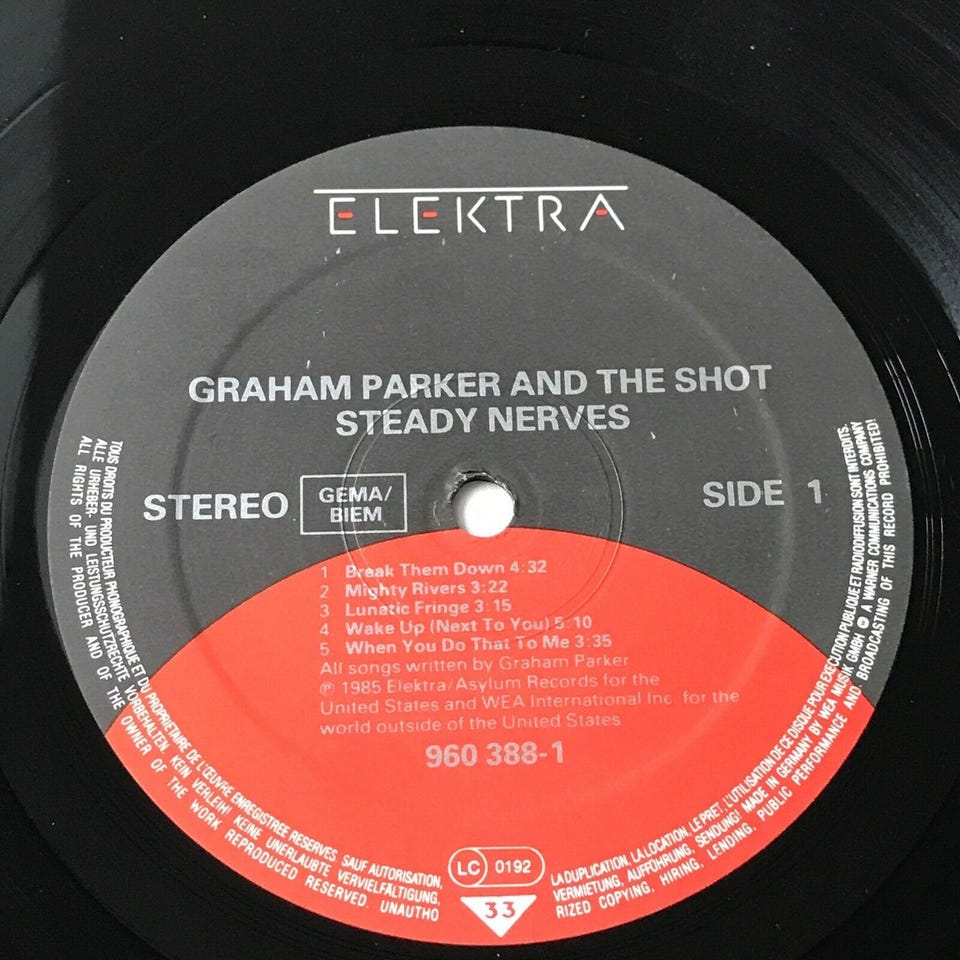 ELEKTRA
GRAHAM PARKER AND THE SHOT
STEADY NERVES
STEREO
GEMA/
BIEM
SIDE 1
1 Break Them Down 4:32
2 Mighty Rivers 3:22
3 Lunatic Fringe 3:15
4. Wake Up (Next To You) 5:10
5. When You Do That To Me 3:35
All songs written by Graham Parker
℗ 1985 Elektra/Asylum Records for the
United States and WEA International Inc. for the
world outside of the United States
960 388-1
LC 0192
33
TOUS DROITS DU PRODUCTEUR PHONOGRAPHIQUE ET DU PROPRIETAIRE DE L'ŒUVRE ENREGISTREE RESERVES SAUF AUTORISATION, LA DUPLICATION, LA LOCATION, LE PRET, L'UTILISATION DE CE DISQUE POUR EXECUTION PUBLIQUE ET RADIODIFFUSION SONT INTERDITS.
ALLE URHEBER- UND LEISTUNGSSCHUTZRECHTE VORBEHALTEN. KEIN VERLEIH! KEINE UNERLAUBTE VERVIELFÄLTIGUNG, VERMIETUNG, AUFFÜHRUNG, SENDUNG! MADE IN GERMANY BY WEA MUSIK GMBH A WARNER COMMUNICATIONS COMPANY
ALL RIGHTS OF THE PRODUCER AND OF THE OWNER OF THE WORK REPRODUCED RESERVED. UNAUTHORIZED COPYING, HIRING, LENDING, PUBLIC PERFORMANCE AND BROADCASTING OF THIS RECORD PROHIBITED!